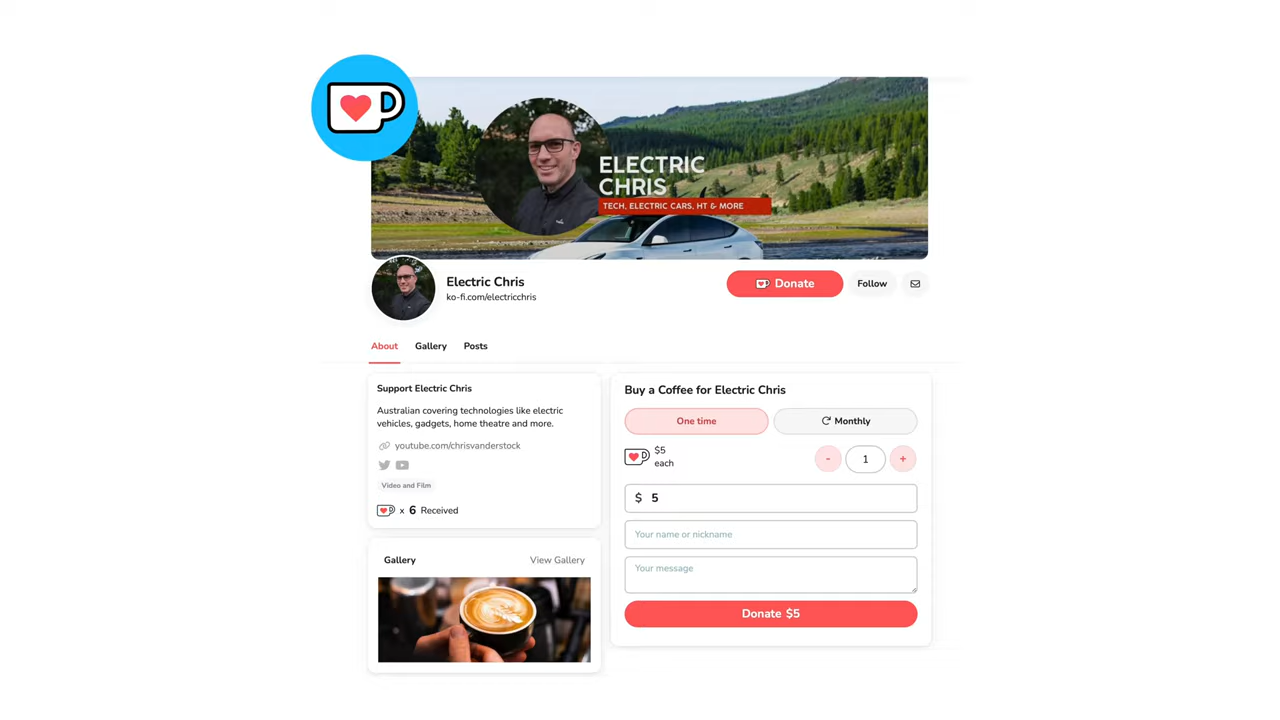 ELECTRIC
CHRIS
TECH, ELECTRIC CARS, HT & MORE
Electric Chris
ko-fi.com/electricchris
Donate
Follow
About
Gallery
Posts
Support Electric Chris
Australian covering technologies like electric
vehicles, gadgets, home theatre and more.
youtube.com/chrisvanderstock
Video and Film
x 6 Received
Gallery
View Gallery
Buy a Coffee for Electric Chris
One time
Monthly
$5
each
-
1
+
$ 5
Your name or nickname
Your message
Donate $5